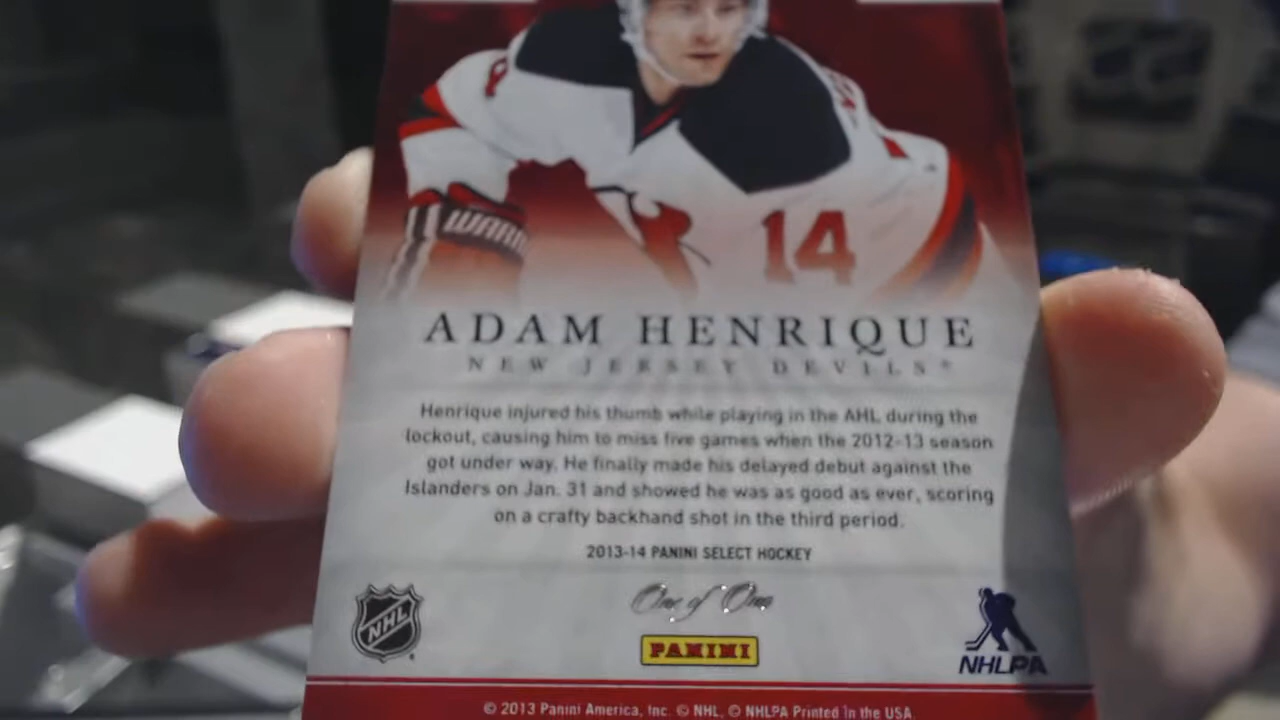 WARR
14
ADAM HENRIQUE
NEW JERSEY DEVILS®
Henrique injured his thumb while playing in the AHL during the
lockout, causing him to miss five games when the 2012-13 season
got under way. He finally made his delayed debut against the
Islanders on Jan. 31 and showed he was as good as ever, scoring
on a crafty backhand shot in the third period.
2013-14 PANINI SELECT HOCKEY
One of One
NHL
PANINI
NHLPA
© 2013 Panini America, Inc. © NHL, © NHLPA Printed in the USA.